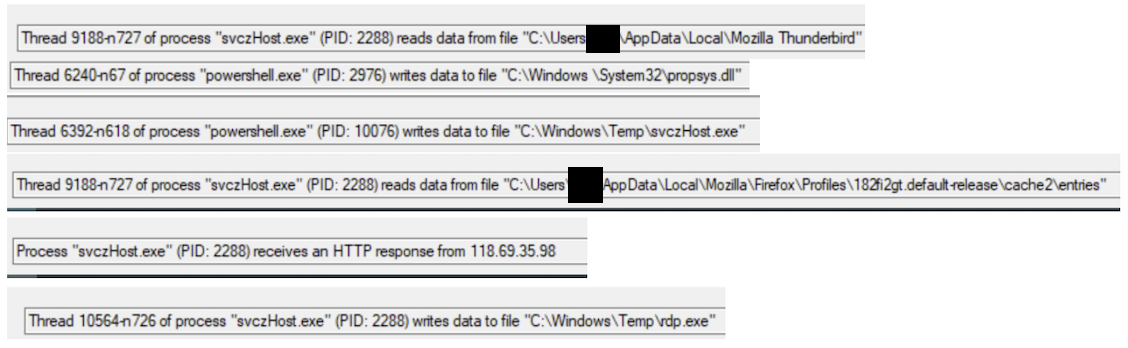 Thread 9188-n727 of process "svczHost.exe" (PID: 2288) reads data from file "C:\Users \AppData\Local\Mozilla Thunderbird"
Thread 6240-n67 of process "powershell.exe" (PID: 2976) writes data to file "C:\Windows \System32\propsys.dll"
Thread 6392-n618 of process "powershell.exe" (PID: 10076) writes data to file "C:\Windows\Temp\svczHost.exe"
Thread 9188-n727 of process "svczHost.exe" (PID: 2288) reads data from file "C:\Users\ AppData\Local\Mozilla\Firefox\Profiles\182fi2gt.default-release\cache2\entries"
Process "svczHost.exe" (PID: 2288) receives an HTTP response from 118.69.35.98
Thread 10564-n726 of process "svczHost.exe" (PID: 2288) writes data to file "C:\Windows\Temp\rdp.exe"